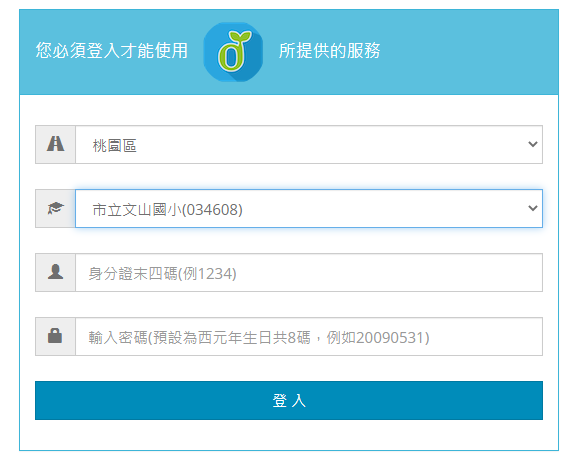 您必須登入才能使用 所提供的服務
桃園區
市立文山國小(034608)
身分證末四碼(例1234)
輸入密碼(預設為西元年生日共8碼，例如20090531)
登 入